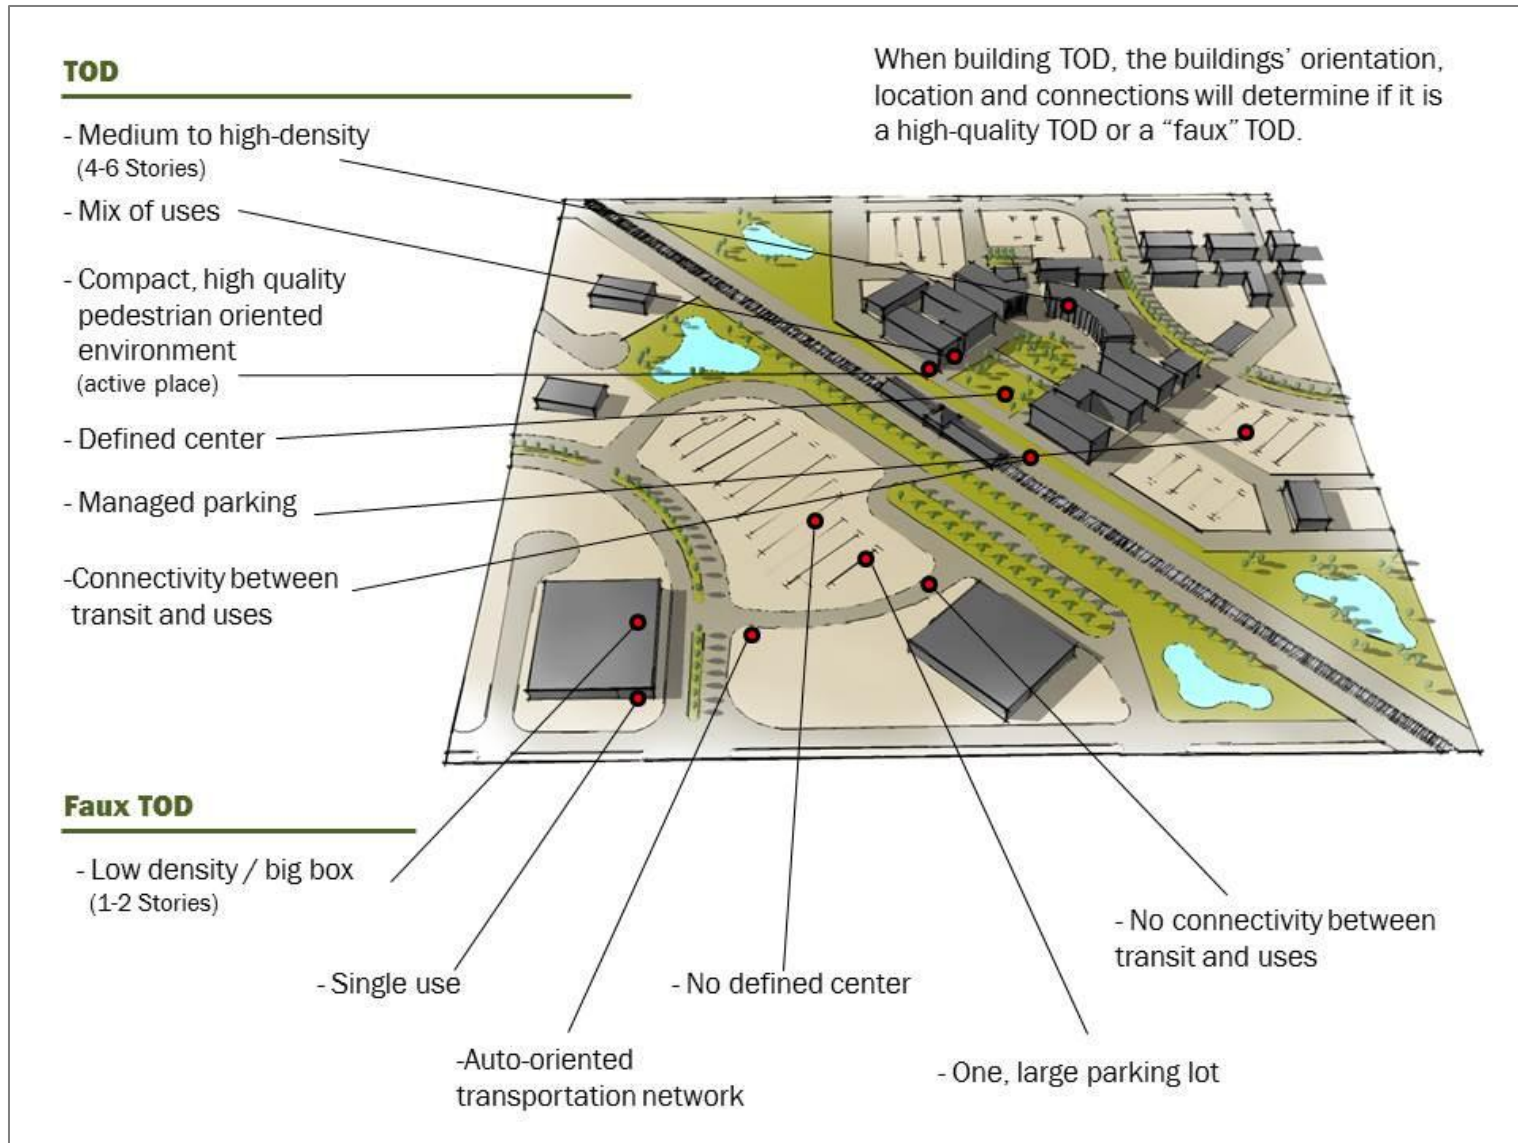 TOD
When building TOD, the buildings’ orientation,
location and connections will determine if it is
a high-quality TOD or a “faux” TOD.
- Medium to high-density
(4-6 Stories)
- Mix of uses
- Compact, high quality
pedestrian oriented
environment
(active place)
- Defined center
- Managed parking
-Connectivity between
transit and uses
Faux TOD
- Low density / big box
(1-2 Stories)
- Single use
-Auto-oriented
transportation network
- No defined center
- One, large parking lot
- No connectivity between
transit and uses